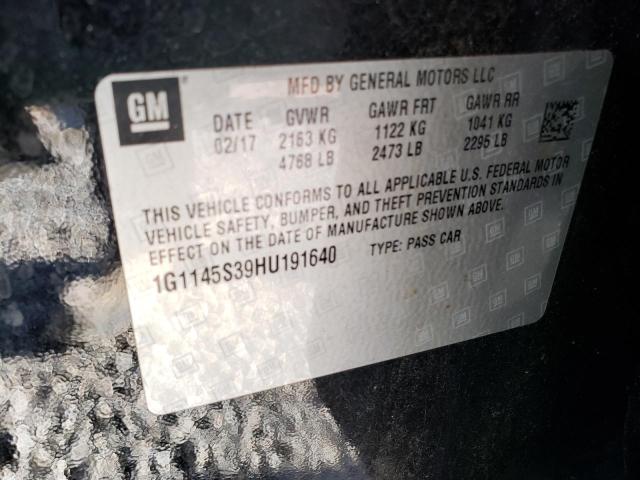 GM
MFD BY GENERAL MOTORS LLC
DATE GVWR GAWR FRT GAWR RR
02/17 2163 KG 1122 KG 1041 KG
4768 LB 2473 LB 2295 LB
THIS VEHICLE CONFORMS TO ALL APPLICABLE U.S. FEDERAL MOTOR
VEHICLE SAFETY, BUMPER, AND THEFT PREVENTION STANDARDS IN
EFFECT ON THE DATE OF MANUFACTURE SHOWN ABOVE.
1G1145S39HU191640 TYPE: PASS CAR